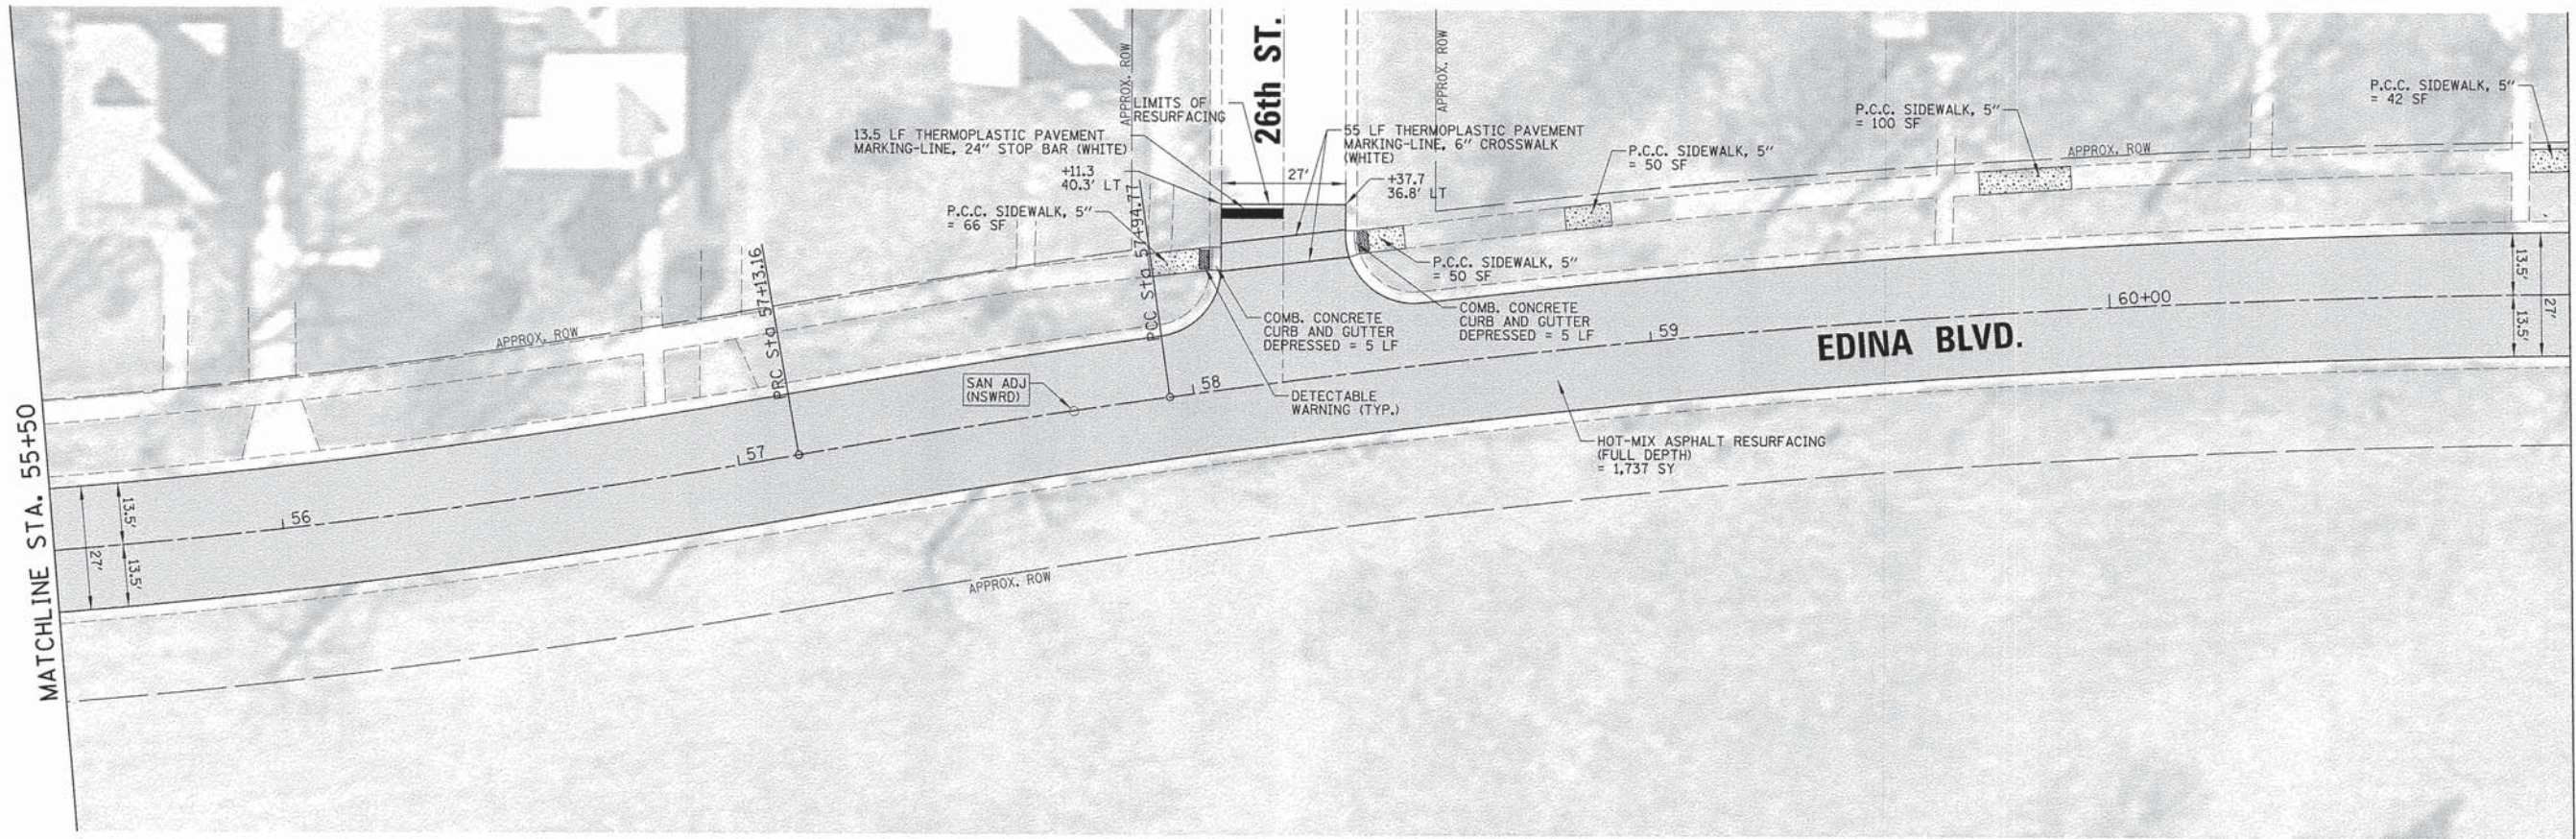 MATCHLINE STA. 55+50
APPROX. ROW
27'
13.5'
13.5'
56
57
PRC Sta 57+13.16
APPROX. ROW
SAN ADJ
(NSWRD)
PCC Sta 57+94.77
58
P.C.C. SIDEWALK, 5"
= 66 SF
13.5 LF THERMOPLASTIC PAVEMENT
MARKING-LINE, 24" STOP BAR (WHITE)
+11.3
40.3' LT
APPROX. ROW
LIMITS OF
RESURFACING
26th ST.
27'
55 LF THERMOPLASTIC PAVEMENT
MARKING-LINE, 6" CROSSWALK
(WHITE)
+37.7
36.8' LT
APPROX. ROW
COMB. CONCRETE
CURB AND GUTTER
DEPRESSED = 5 LF
DETECTABLE
WARNING (TYP.)
P.C.C. SIDEWALK, 5"
= 50 SF
COMB. CONCRETE
CURB AND GUTTER
DEPRESSED = 5 LF
P.C.C. SIDEWALK, 5"
= 50 SF
59
HOT-MIX ASPHALT RESURFACING
(FULL DEPTH)
= 1,737 SY
EDINA BLVD.
P.C.C. SIDEWALK, 5"
= 100 SF
APPROX. ROW
60+00
P.C.C. SIDEWALK, 5"
= 42 SF
13.5'
13.5'
27'